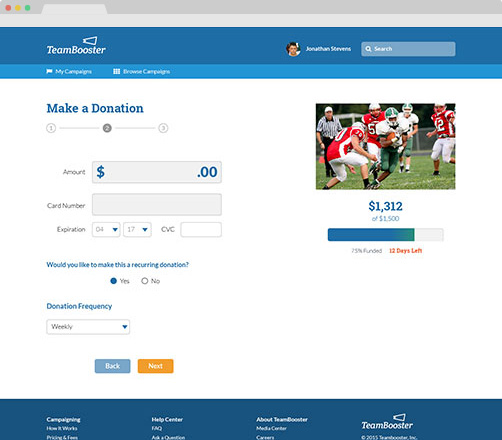 TeamBooster
Jonathan Stevens
Search
My Campaigns
Browse Campaigns
Make a Donation
1 2 3
Amount $ .00
Card Number
Expiration 04 17 CVC
Would you like to make this a recurring donation?
Yes No
Donation Frequency
Weekly
Back Next
$1,312
of $1,500
75% Funded 12 Days Left
Campaigning
How It Works
Pricing & Fees
Help Center
FAQ
Ask a Question
About TeamBooster
Media Center
Careers
TeamBooster
© 2015 TeamBooster, Inc.